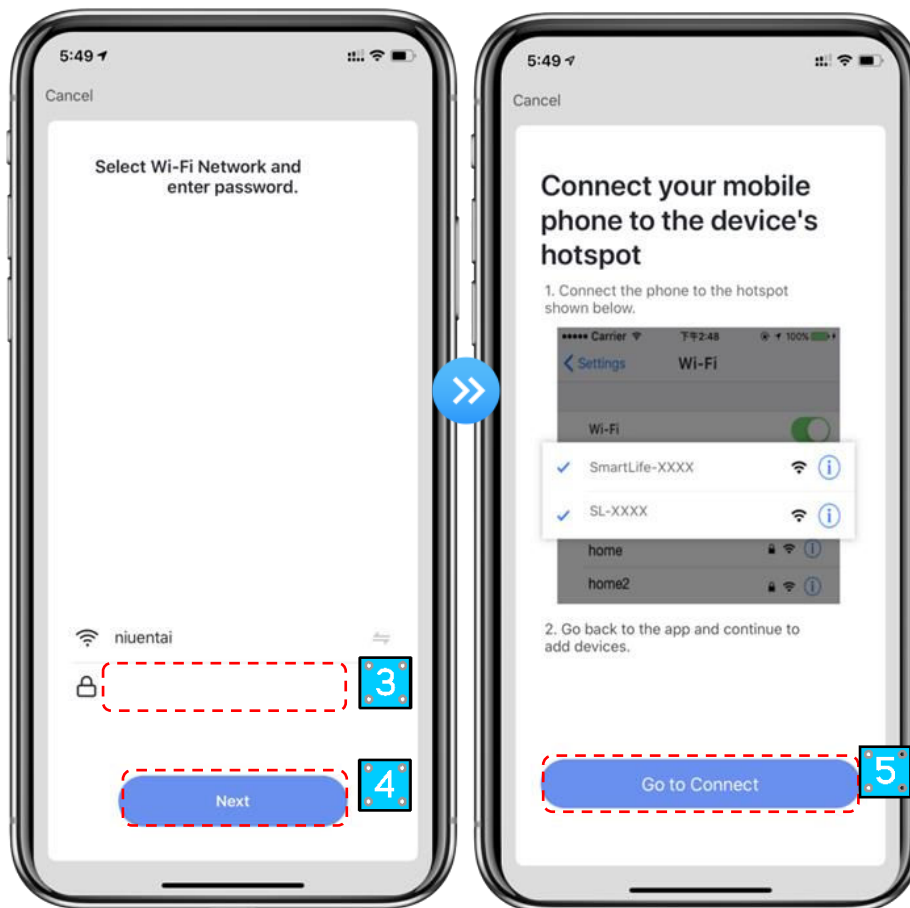 5:49
Cancel
Select Wi-Fi Network and
enter password.
niuentai
3
4
Next
5:49
Cancel
Connect your mobile
phone to the device's
hotspot
1. Connect the phone to the hotspot
shown below.
Carrier 下午2:48 100%
Settings Wi-Fi
Wi-Fi
SmartLife-XXXX
SL-XXXX
home
home2
2. Go back to the app and continue to
add devices.
Go to Connect
5